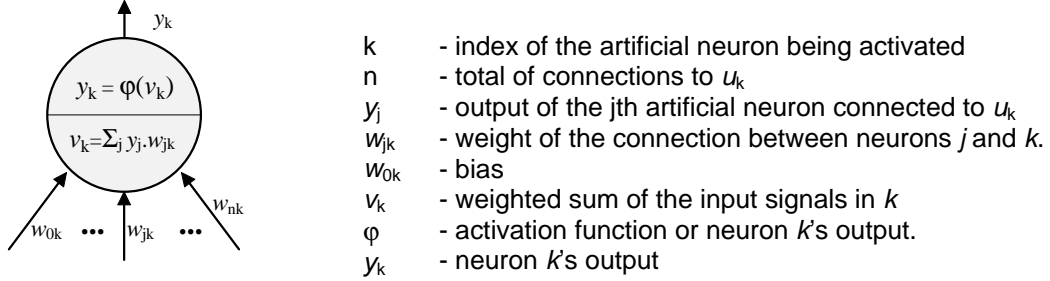 yk
yk = φ(vk)
vk=Σj yj.wjk
w0k ••• wjk ••• wnk
k - index of the artificial neuron being activated
n - total of connections to uk
yj - output of the jth artificial neuron connected to uk
wjk - weight of the connection between neurons j and k.
w0k - bias
vk - weighted sum of the input signals in k
φ - activation function or neuron k's output.
yk - neuron k's output